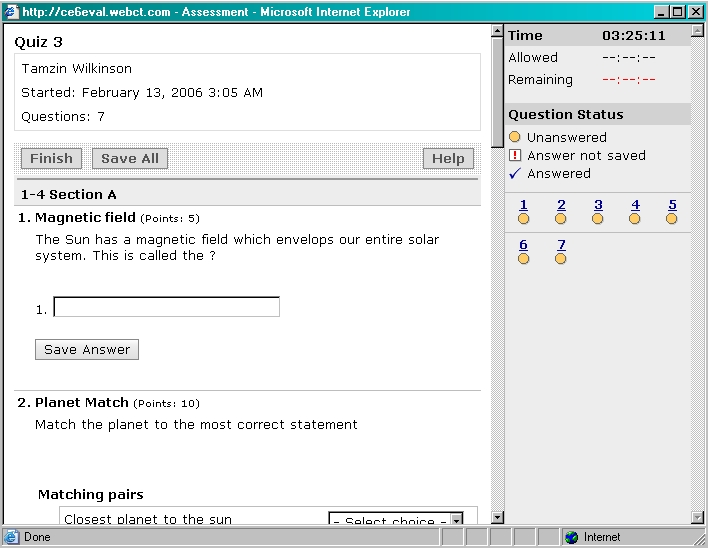 http://ce6eval.webct.com - Assessment - Microsoft Internet Explorer
Quiz 3
Tamzin Wilkinson
Started: February 13, 2006 3:05 AM
Questions: 7
Finish Save All Help
1-4 Section A
1. Magnetic field (Points: 5)
The Sun has a magnetic field which envelops our entire solar
system. This is called the ?
1.
Save Answer
2. Planet Match (Points: 10)
Match the planet to the most correct statement
Matching pairs
Closest planet to the sun - Select choice -
Time 03:25:11
Allowed --:--:--
Remaining --:--:--
Question Status
Unanswered
! Answer not saved
Answered
1 2 3 4 5
6 7
Done Internet